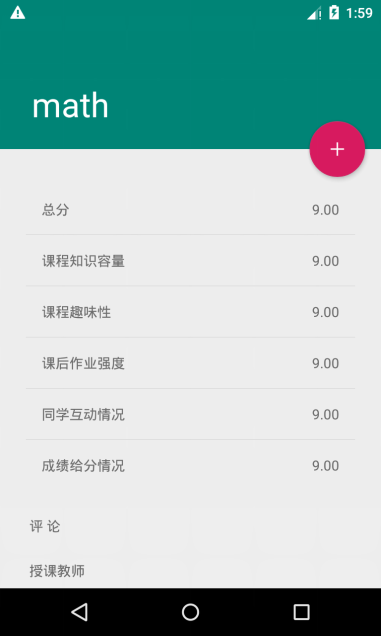 1:59
math
总分 9.00
课程知识容量 9.00
课程趣味性 9.00
课后作业强度 9.00
同学互动情况 9.00
成绩给分情况 9.00
评 论
授课教师